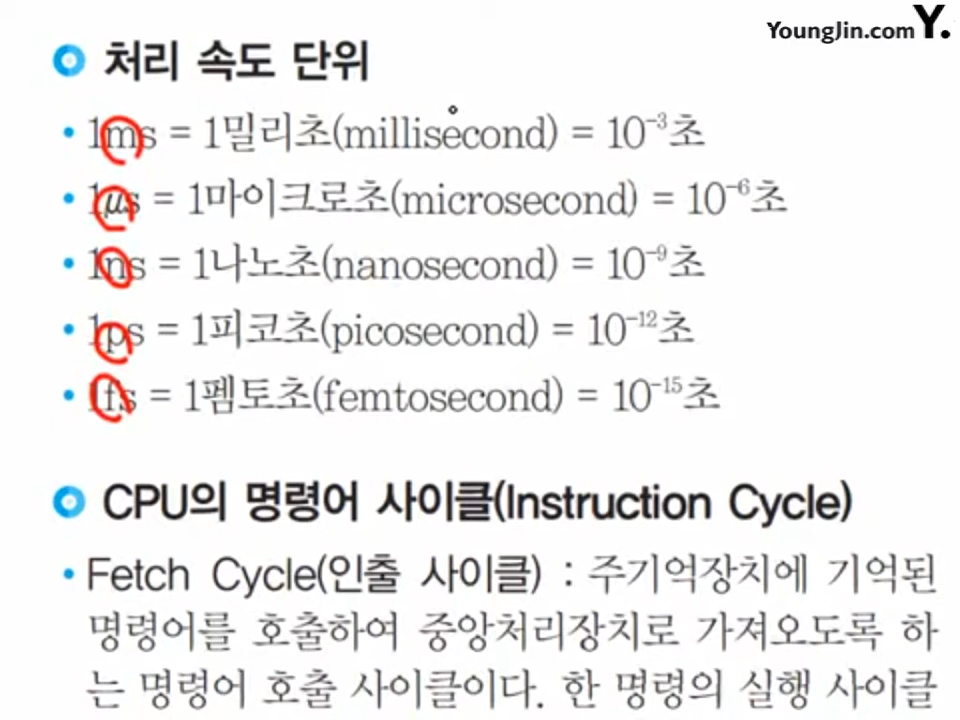 YoungJin.com Y.
처리 속도 단위
• 1ms = 1밀리초(millisecond) = 10⁻³초
• 1μs = 1마이크로초(microsecond) = 10⁻⁶초
• 1ns = 1나노초(nanosecond) = 10⁻⁹초
• 1ps = 1피코초(picosecond) = 10⁻¹²초
• 1fs = 1펨토초(femtosecond) = 10⁻¹⁵초
CPU의 명령어 사이클(Instruction Cycle)
• Fetch Cycle(인출 사이클) : 주기억장치에 기억된
명령어를 호출하여 중앙처리장치로 가져오도록 하
는 명령어 호출 사이클이다. 한 명령의 실행 사이클